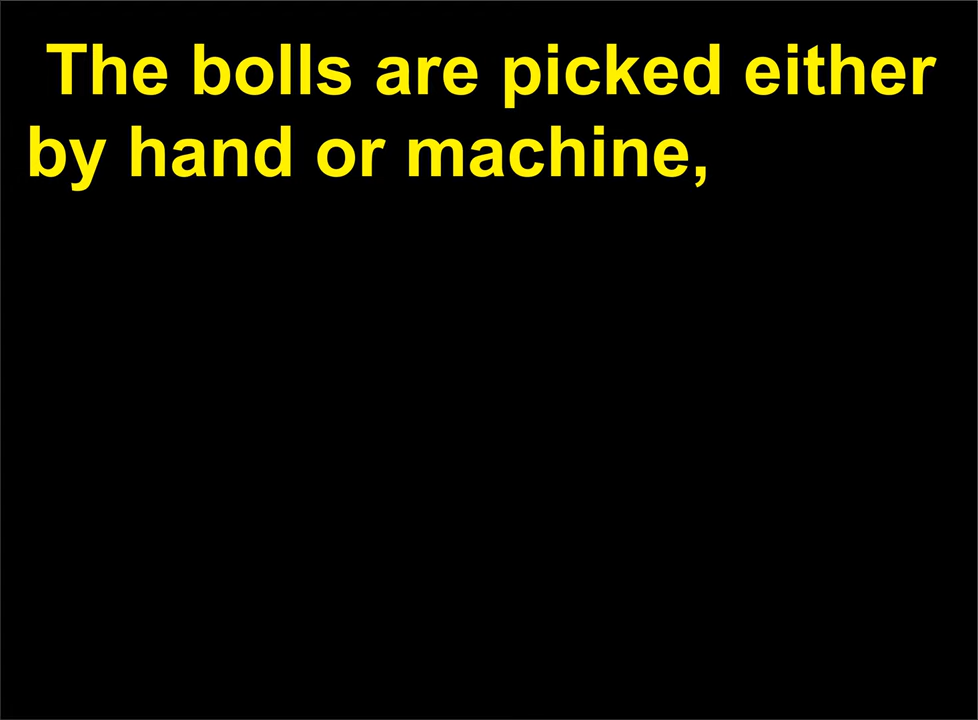 The bolls are picked either
by hand or machine,